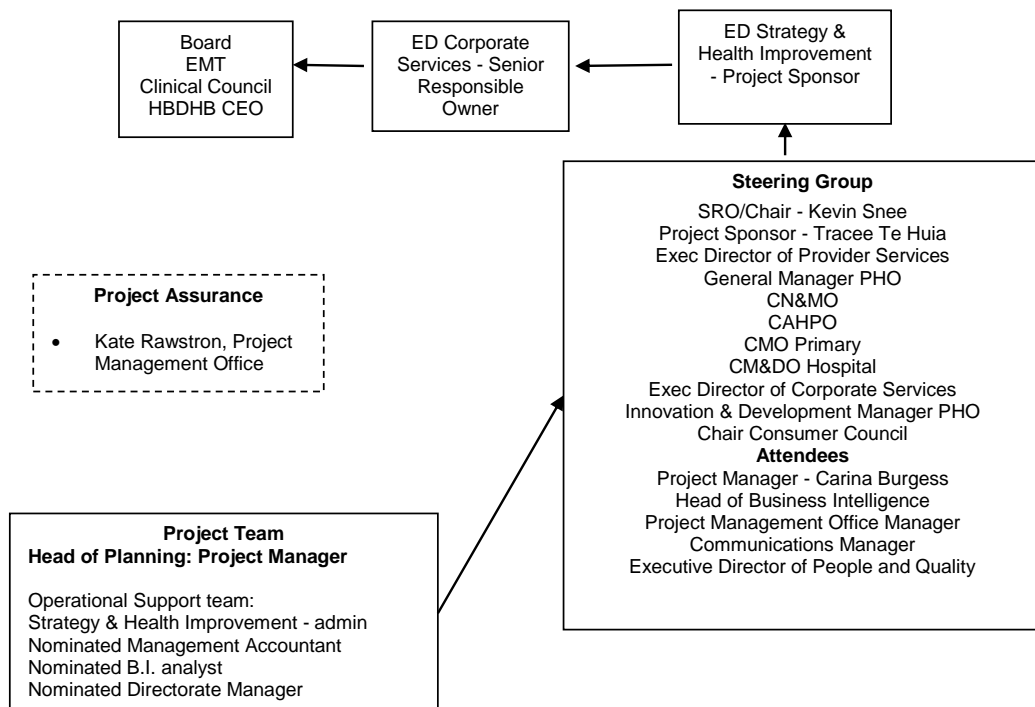 Board
EMT
Clinical Council
HBDHB CEO
ED Corporate
Services - Senior
Responsible
Owner
ED Strategy &
Health Improvement
- Project Sponsor
Steering Group
SRO/Chair - Kevin Snee
Project Sponsor - Tracee Te Huia
Exec Director of Provider Services
General Manager PHO
CN&MO
CAHPO
CMO Primary
CM&DO Hospital
Exec Director of Corporate Services
Innovation & Development Manager PHO
Chair Consumer Council
Attendees
Project Manager - Carina Burgess
Head of Business Intelligence
Project Management Office Manager
Communications Manager
Executive Director of People and Quality
Project Assurance
• Kate Rawstron, Project
Management Office
Project Team
Head of Planning: Project Manager
Operational Support team:
Strategy & Health Improvement - admin
Nominated Management Accountant
Nominated B.I. analyst
Nominated Directorate Manager